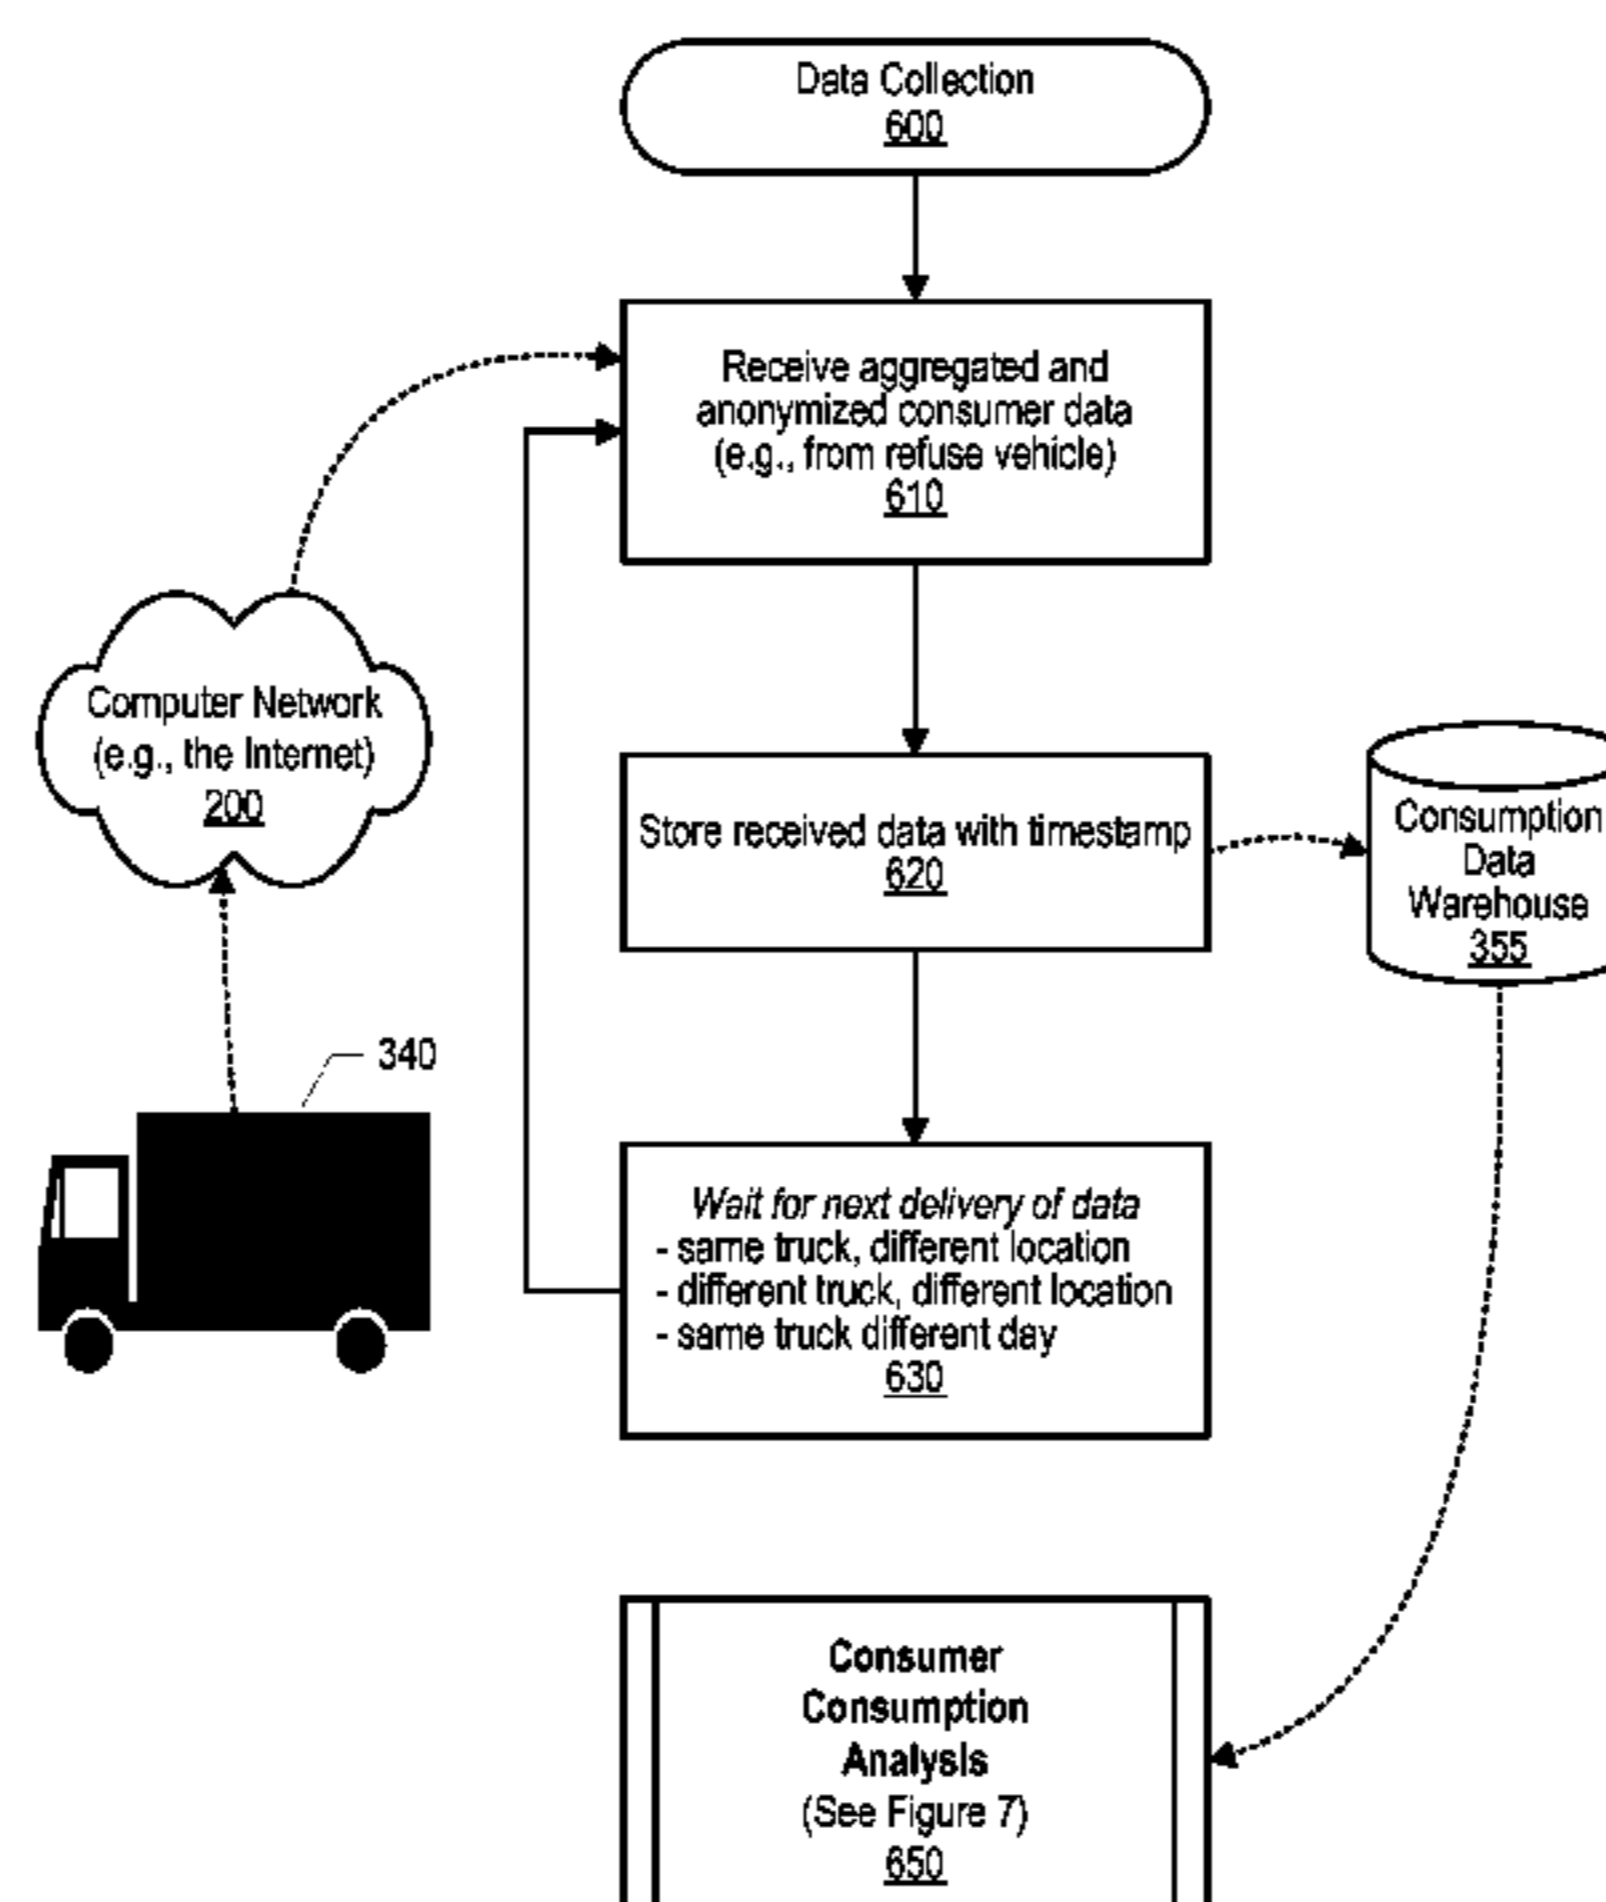 Data Collection
600
Receive aggregated and
anonymized consumer data
(e.g., from refuse vehicle)
610
Computer Network
(e.g., the Internet)
200
Store received data with timestamp
620
Consumption
Data
Warehouse
355
340
Wait for next delivery of data
- same truck, different location
- different truck, different location
- same truck different day
630
Consumer
Consumption
Analysis
(See Figure 7)
650